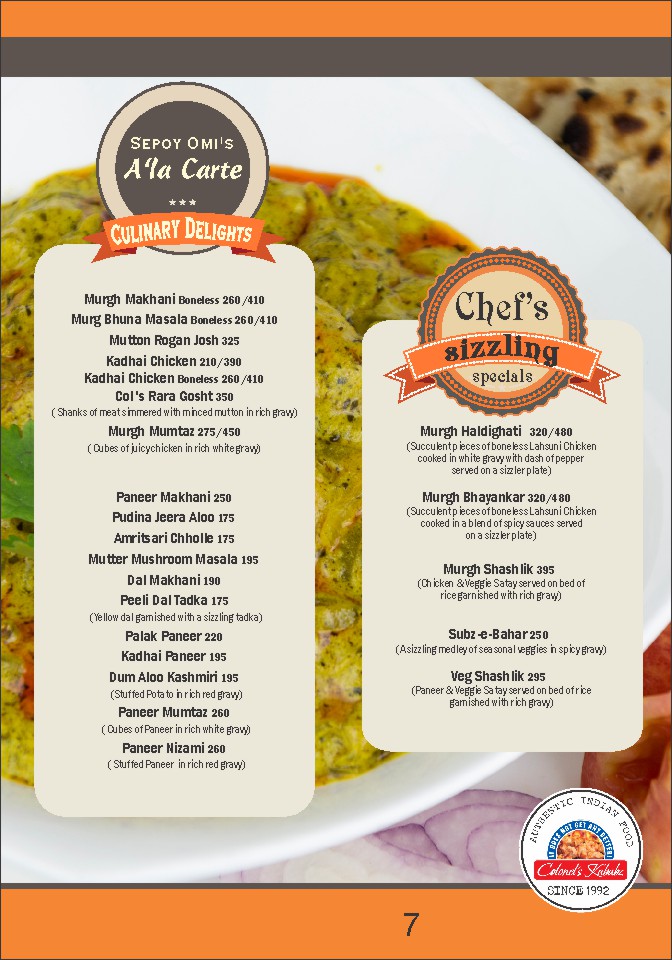 SEPOY OMI'S
A'la Carte
CULINARY DELIGHTS
Murgh Makhani Boneless 260/410
Murg Bhuna Masala Boneless 260/410
Mutton Rogan Josh 325
Kadhai Chicken 210/390
Kadhai Chicken Boneless 260/410
Col's Rara Gosht 350
( Shanks of meat simmered with minced mutton in rich gravy)
Murgh Mumtaz 275/450
( Cubes of juicy chicken in rich white gravy)
Paneer Makhani 250
Pudina Jeera Aloo 175
Amritsari Chholle 175
Mutter Mushroom Masala 195
Dal Makhani 190
Peeli Dal Tadka 175
(Yellow dal garnished with a sizzling tadka)
Palak Paneer 220
Kadhai Paneer 195
Dum Aloo Kashmiri 195
(Stuffed Potato in rich red gravy)
Paneer Mumtaz 260
( Cubes of Paneer in rich white gravy)
Paneer Nizami 260
( Stuffed Paneer in rich red gravy)
Chef's
sizzling
specials
Murgh Haldighati 320/480
(Succulent pieces of boneless Lahsuni Chicken
cooked in white gravy with dash of pepper
served on a sizzler plate)
Murgh Bhayankar 320/480
(Succulent pieces of boneless Lahsuni Chicken
cooked in a blend of spicy sauces served
on a sizzler plate)
Murgh Shashlik 395
(Chicken & Veggie Satay served on bed of
rice garnished with rich gravy)
Subz-e-Bahar 250
(A sizzling medley of seasonal veggies in spicy gravy)
Veg Shashlik 295
(Paneer & Veggie Satay served on bed of rice
garnished with rich gravy)
AUTHENTIC INDIAN FOOD
IT DOES NOT GET ANY BETTER!
Colonel's Kababz
SINCE 1992
7